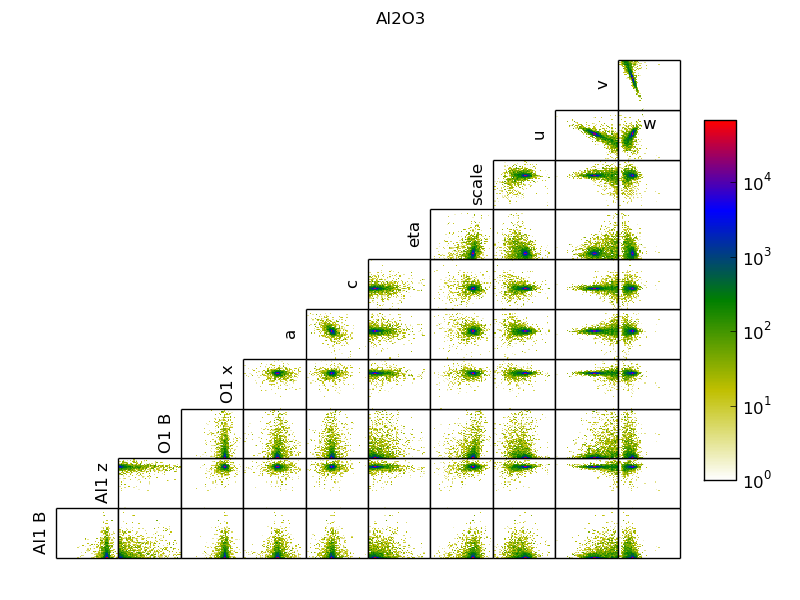 Al2O3
v
w
u
scale
eta
c
a
O1 x
O1 B
Al1 z
Al1 B
10^4
10^3
10^2
10^1
10^0